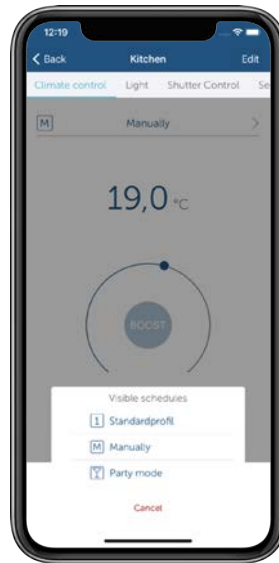 12:19
Back Kitchen Edit
Climate control Light Shutter Control Se
M Manually
19,0 °C
BOOST
Visible schedules
1 Standardprofil
M Manually
Party mode
Cancel